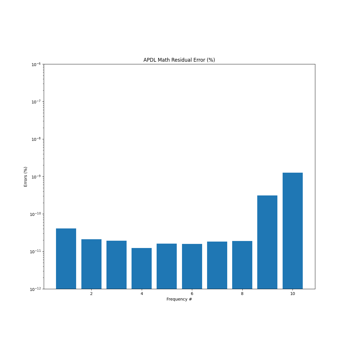 APDL Math Residual Error (%)
10⁻⁶
10⁻⁷
10⁻⁸
10⁻⁹
10⁻¹⁰
10⁻¹¹
10⁻¹²
Errors (%)
2 4 6 8 10
Frequency #